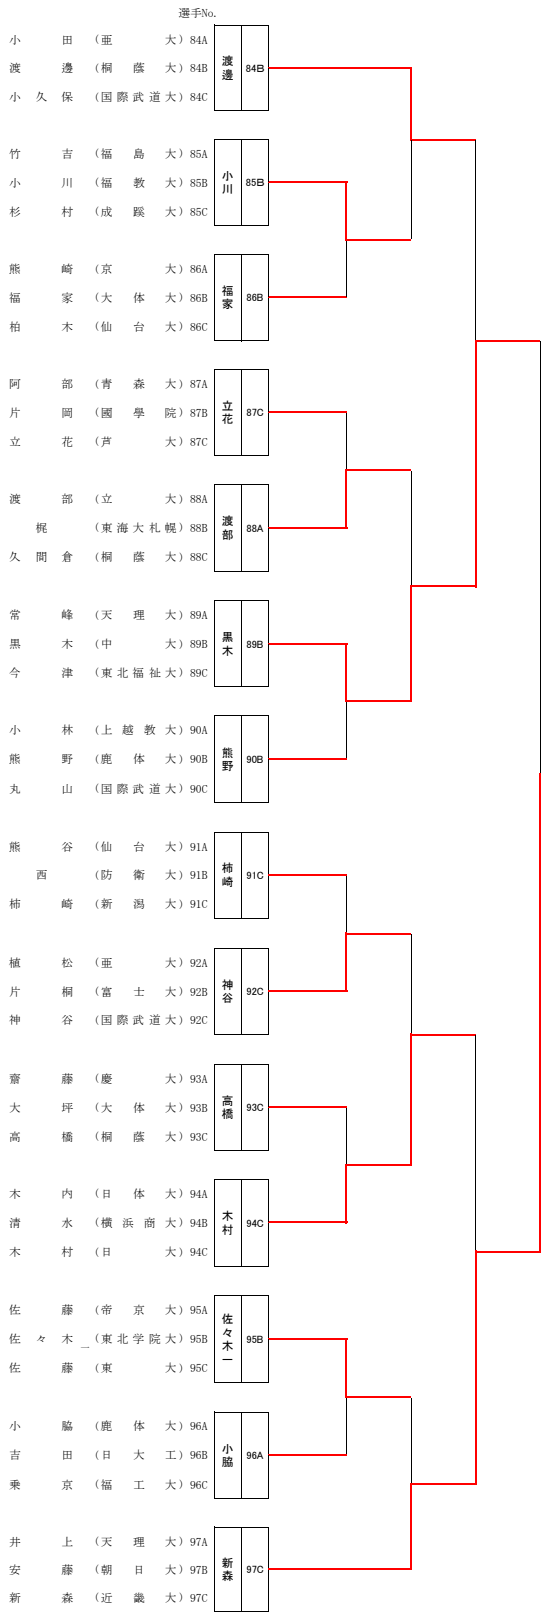 選手No.
小田(亜大)84A
渡邊(桐蔭大)84B
小久保(国際武道大)84C
渡邊 84B
竹吉(福島大)85A
小川(福教大)85B
杉村(成蹊大)85C
小川 85B
熊崎(京大)86A
福家(大体大)86B
柏木(仙台大)86C
福家 86B
阿部(青森大)87A
片岡(國學院)87B
立花(芦大)87C
立花 87C
渡部(立大)88A
梶(東海大札幌)88B
久間倉(桐蔭大)88C
渡部 88A
常峰(天理大)89A
黒木(中大)89B
今津(東北福祉大)89C
黒木 89B
小林(上越教大)90A
熊野(鹿体大)90B
丸山(国際武道大)90C
熊野 90B
熊谷(仙台大)91A
西(防衛大)91B
柿崎(新潟大)91C
柿崎 91C
植松(亜大)92A
片桐(富士大)92B
神谷(国際武道大)92C
神谷 92C
齋藤(慶大)93A
大坪(大体大)93B
高橋(桐蔭大)93C
高橋 93C
木内(日体大)94A
清水(横浜商大)94B
木村(日大)94C
木村 94C
佐藤(帝京大)95A
佐々木一(東北学院大)95B
佐藤(東大)95C
佐々木一 95B
小脇(鹿体大)96A
吉田(日大工)96B
乗京(福工大)96C
小脇 96A
井上(天理大)97A
安藤(朝日大)97B
新森(近畿大)97C
新森 97C